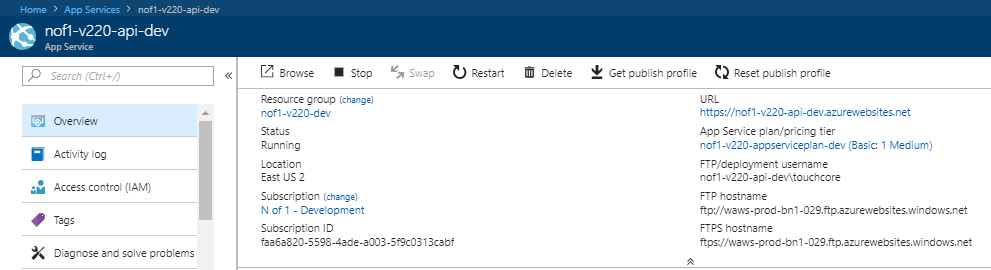 Home > App Services > nof1-v220-api-dev
nof1-v220-api-dev
App Service
Search (Ctrl+/)
«
Browse Stop Swap Restart Delete Get publish profile Reset publish profile
Overview
Activity log
Access control (IAM)
Tags
Diagnose and solve problems
Resource group (change)
nof1-v220-dev
Status
Running
Location
East US 2
Subscription (change)
N of 1 - Development
Subscription ID
faa6a820-5598-4ade-a003-5f9c0313cabf
URL
https://nof1-v220-api-dev.azurewebsites.net
App Service plan/pricing tier
nof1-v220-appserviceplan-dev (Basic: 1 Medium)
FTP/deployment username
nof1-v220-api-dev\touchcore
FTP hostname
ftp://waws-prod-bn1-029.ftp.azurewebsites.windows.net
FTPS hostname
ftps://waws-prod-bn1-029.ftp.azurewebsites.windows.net